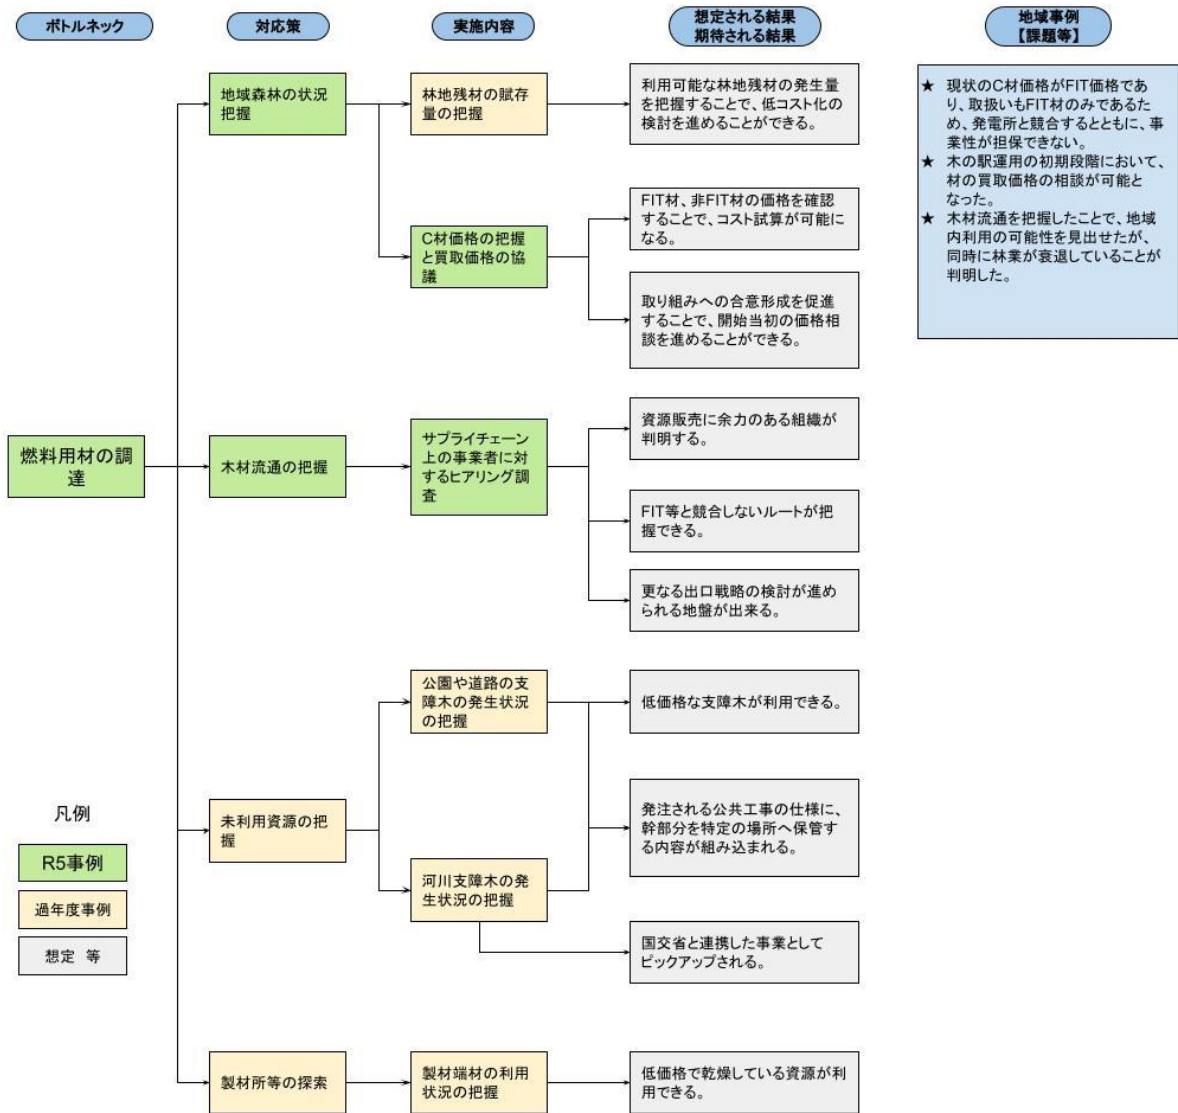 ボトルネック
対応策
実施内容
想定される結果
期待される結果
地域事例
【課題等】
地域森林の状況
把握
林地残材の賦存
量の把握
利用可能な林地残材の発生量
を把握することで、低コスト化の
検討を進めることができる。
★ 現状のC材価格がFIT価格であ
り、取扱いもFIT材のみであるた
め、発電所と競合するとともに、事
業性が担保できない。
★ 木の駅運用の初期段階において、
材の買取価格の相談が可能と
なった。
★ 木材流通を把握したことで、地域
内利用の可能性を見出せたが、
同時に林業が衰退していることが
判明した。
C材価格の把握
と買取価格の協
議
FIT材、非FIT材の価格を確認
することで、コスト試算が可能に
なる。
取り組みへの合意形成を促進
することで、開始当初の価格相
談を進めることができる。
燃料用材の調
達
木材流通の把握
サプライチェーン
上の事業者に対
するヒアリング調
査
資源販売に余力のある組織が
判明する。
FIT等と競合しないルートが把
握できる。
更なる出口戦略の検討が進め
られる地盤が出来る。
未利用資源の把
握
公園や道路の支
障木の発生状況
の把握
低価格な支障木が利用できる。
発注される公共工事の仕様に、
幹部分を特定の場所へ保管す
る内容が組み込まれる。
河川支障木の発
生状況の把握
国交省と連携した事業として
ピックアップされる。
製材所等の探索
製材端材の利用
状況の把握
低価格で乾燥している資源が利
用できる。
凡例
R5事例
過年度事例
想定 等